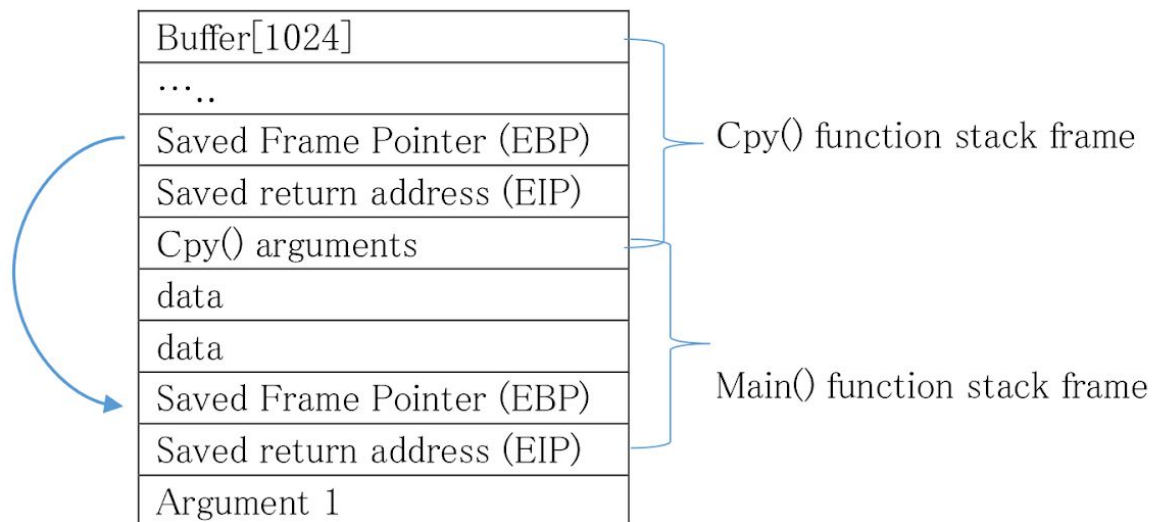 Buffer[1024]
…..
Saved Frame Pointer (EBP)
Saved return address (EIP)
Cpy() arguments
data
data
Saved Frame Pointer (EBP)
Saved return address (EIP)
Argument 1
Cpy() function stack frame
Main() function stack frame